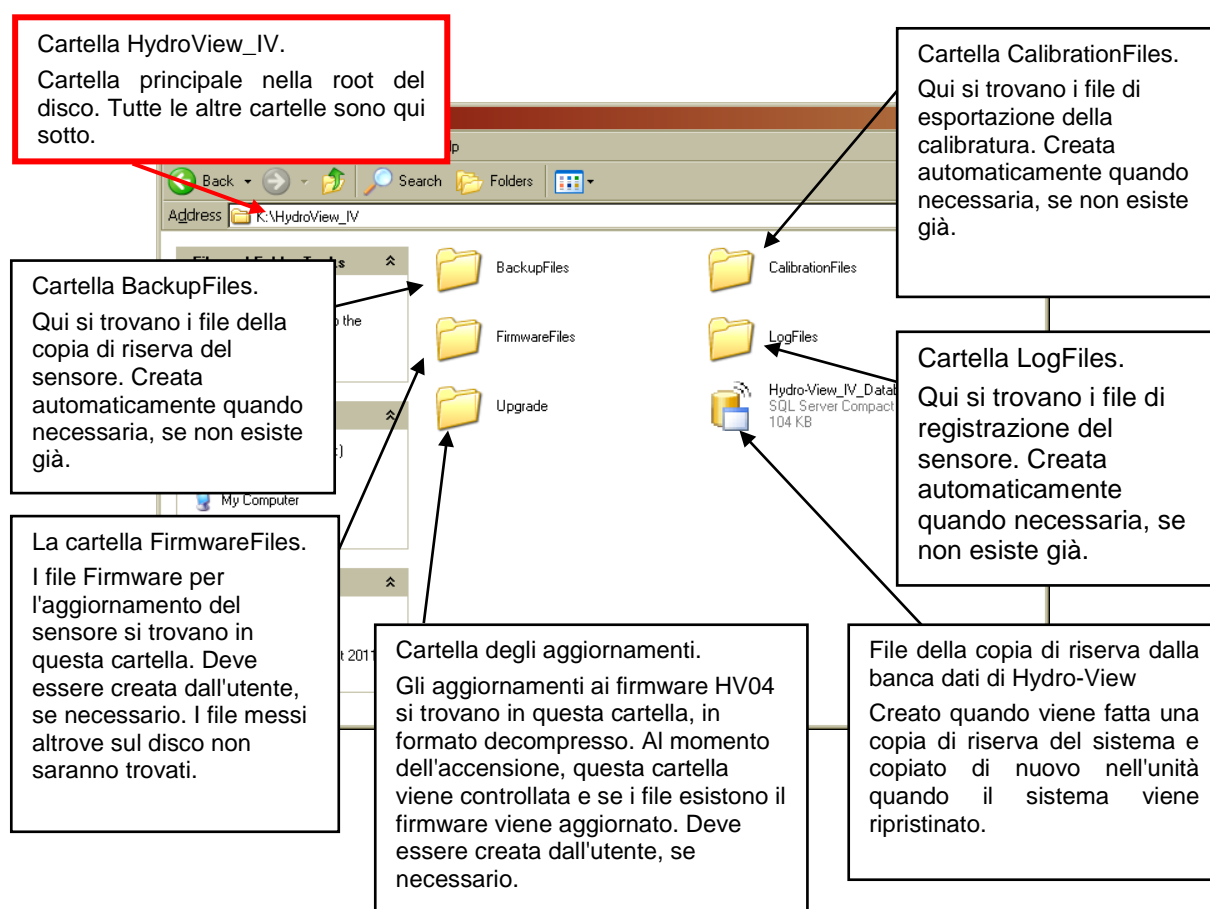 Cartella HydroView_IV.
Cartella principale nella root del
disco. Tutte le altre cartelle sono qui
sotto.
Cartella CalibrationFiles.
Qui si trovano i file di
esportazione della
calibratura. Creata
automaticamente quando
necessaria, se non esiste
già.
Back
Search
Folders
Address
K:\HydroView_IV
BackupFiles
CalibrationFiles
FirmwareFiles
LogFiles
Upgrade
Hydro-View_IV_Datab
SQL Server Compact
104 KB
Cartella BackupFiles.
Qui si trovano i file della
copia di riserva del
sensore. Creata
automaticamente quando
necessaria, se non esiste
già.
the
My Computer
Cartella LogFiles.
Qui si trovano i file di
registrazione del
sensore. Creata
automaticamente
quando necessaria, se
non esiste già.
La cartella FirmwareFiles.
I file Firmware per
l'aggiornamento del
sensore si trovano in
questa cartella. Deve
essere creata dall'utente,
se necessario. I file messi
altrove sul disco non
saranno trovati.
t 2011
Cartella degli aggiornamenti.
Gli aggiornamenti ai firmware HV04
si trovano in questa cartella, in
formato decompresso. Al momento
dell'accensione, questa cartella
viene controllata e se i file esistono il
firmware viene aggiornato. Deve
essere creata dall'utente, se
necessario.
File della copia di riserva dalla
banca dati di Hydro-View
Creato quando viene fatta una
copia di riserva del sistema e
copiato di nuovo nell'unità
quando il sistema viene
ripristinato.